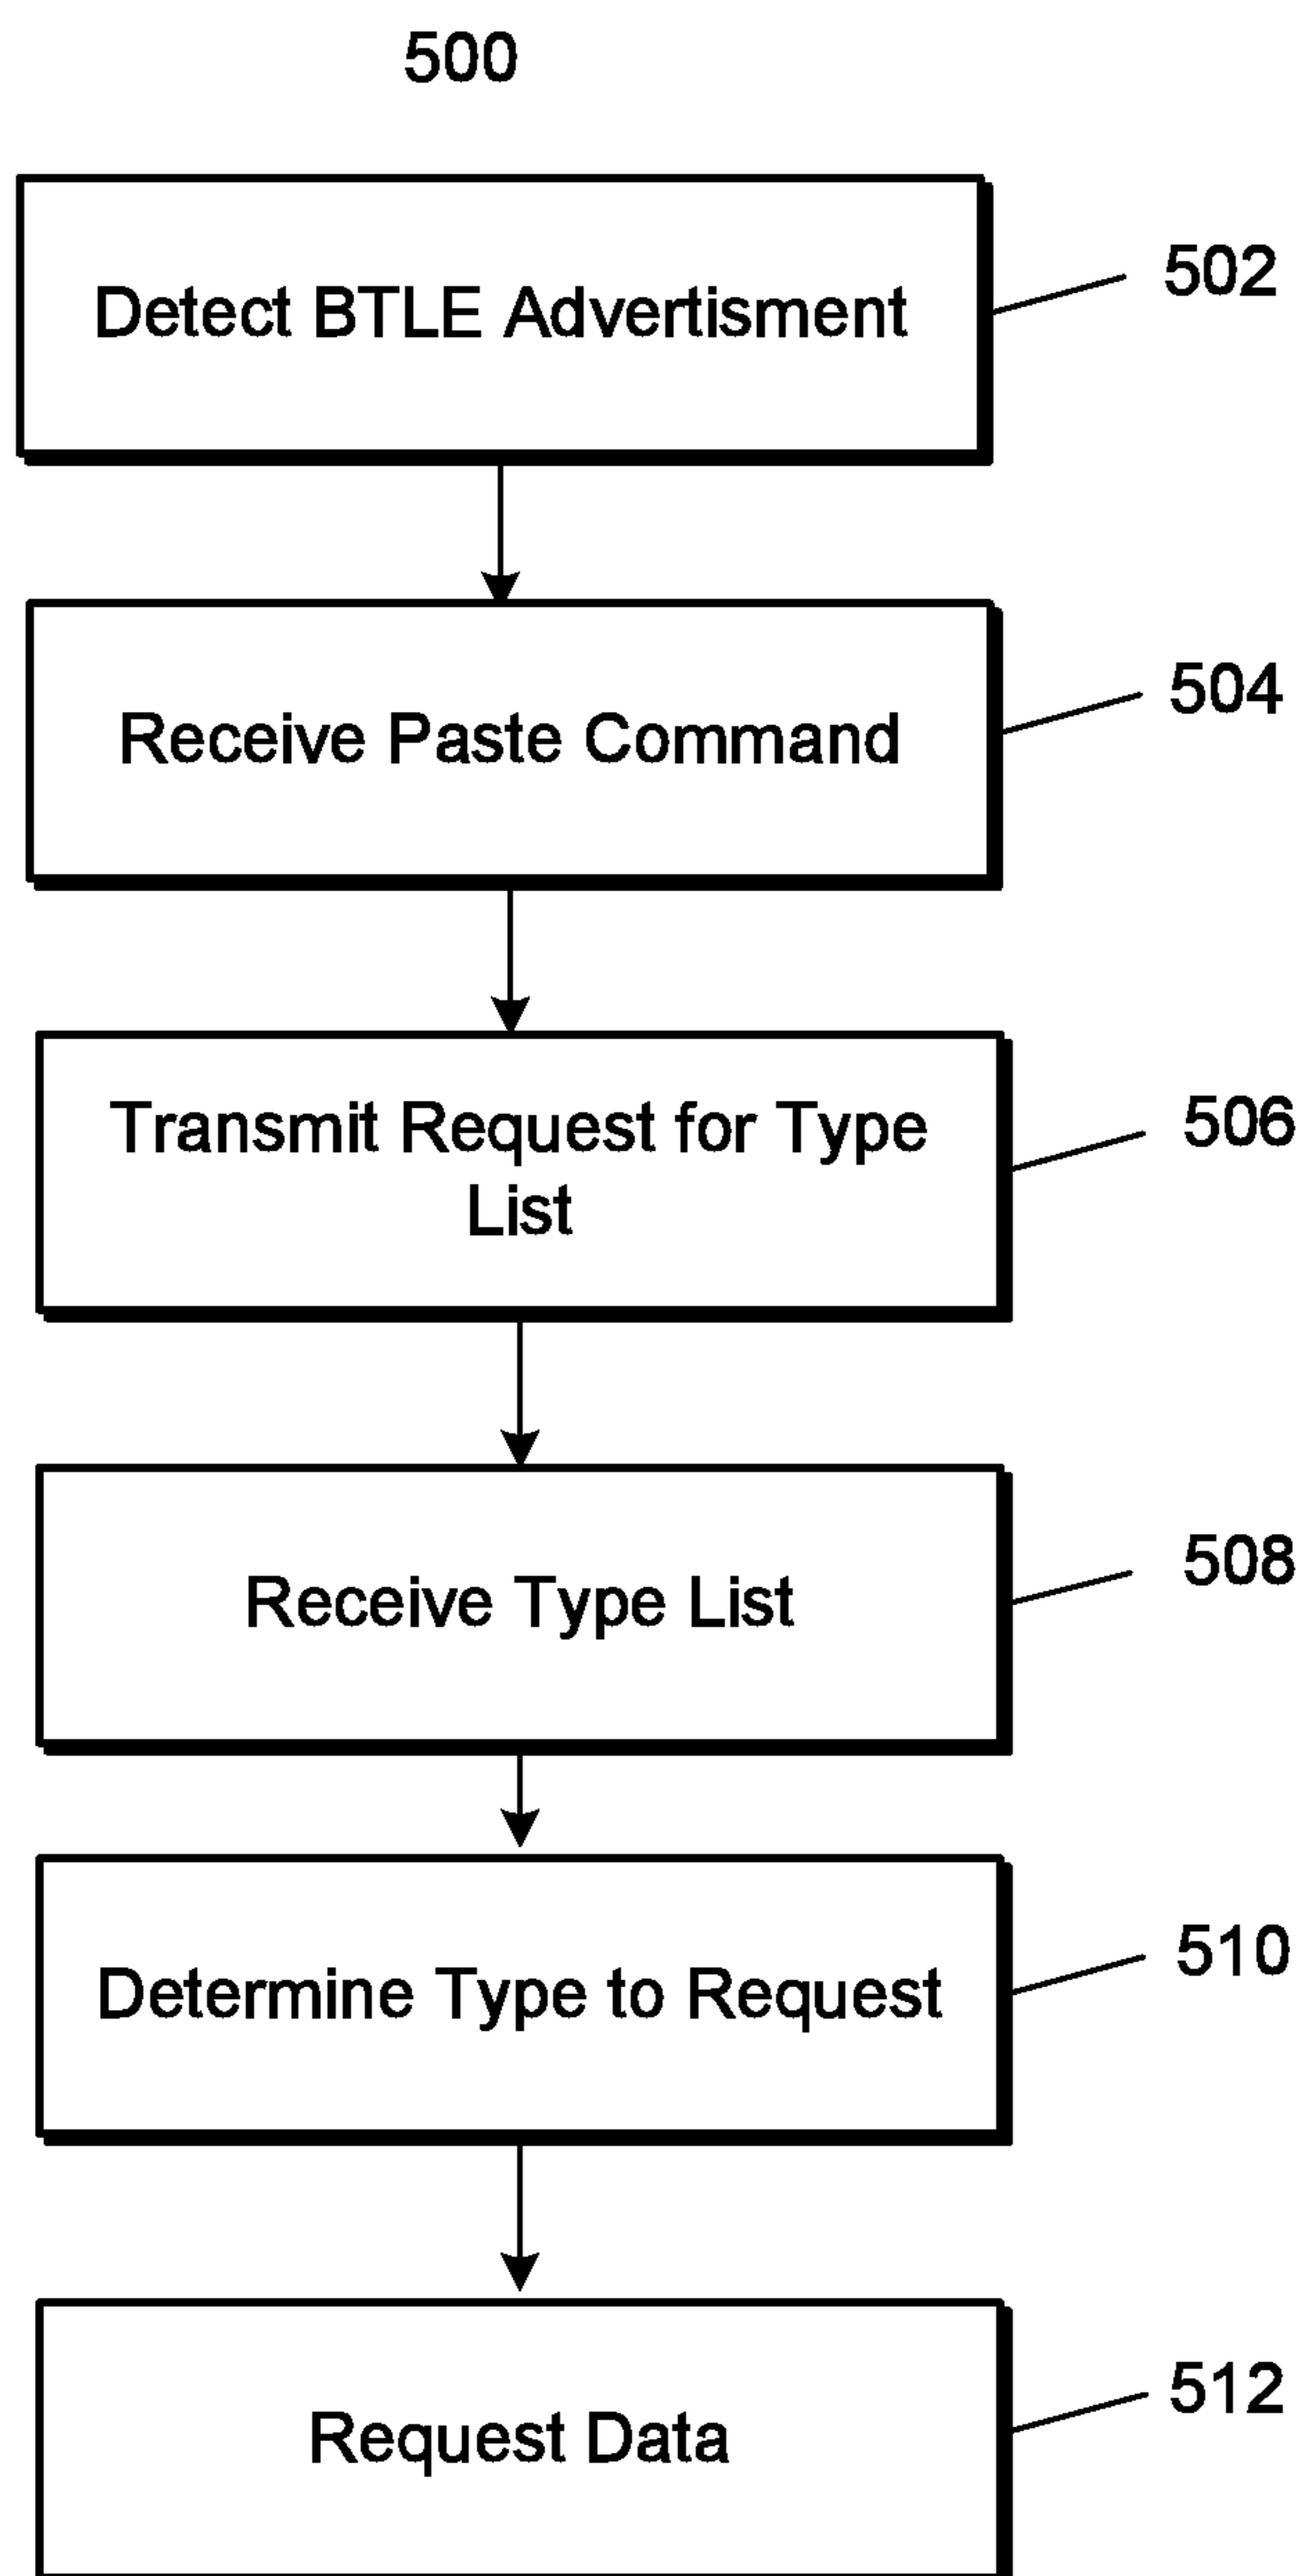 500
Detect BTLE Advertisment
502
Receive Paste Command
504
Transmit Request for Type
List
506
Receive Type List
508
Determine Type to Request
510
Request Data
512